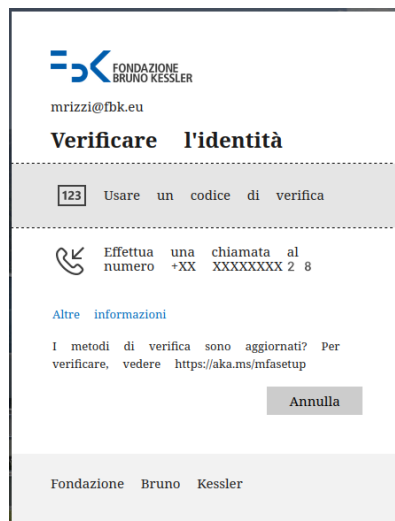 FBK FONDAZIONE
BRUNO KESSLER
mrizzi@fbk.eu
Verificare l'identità
123 Usare un codice di verifica
Effettua una chiamata al
numero +XX XXXXXXXX 2 8
Altre informazioni
I metodi di verifica sono aggiornati? Per
verificare, vedere https://aka.ms/mfasetup
Annulla
Fondazione Bruno Kessler